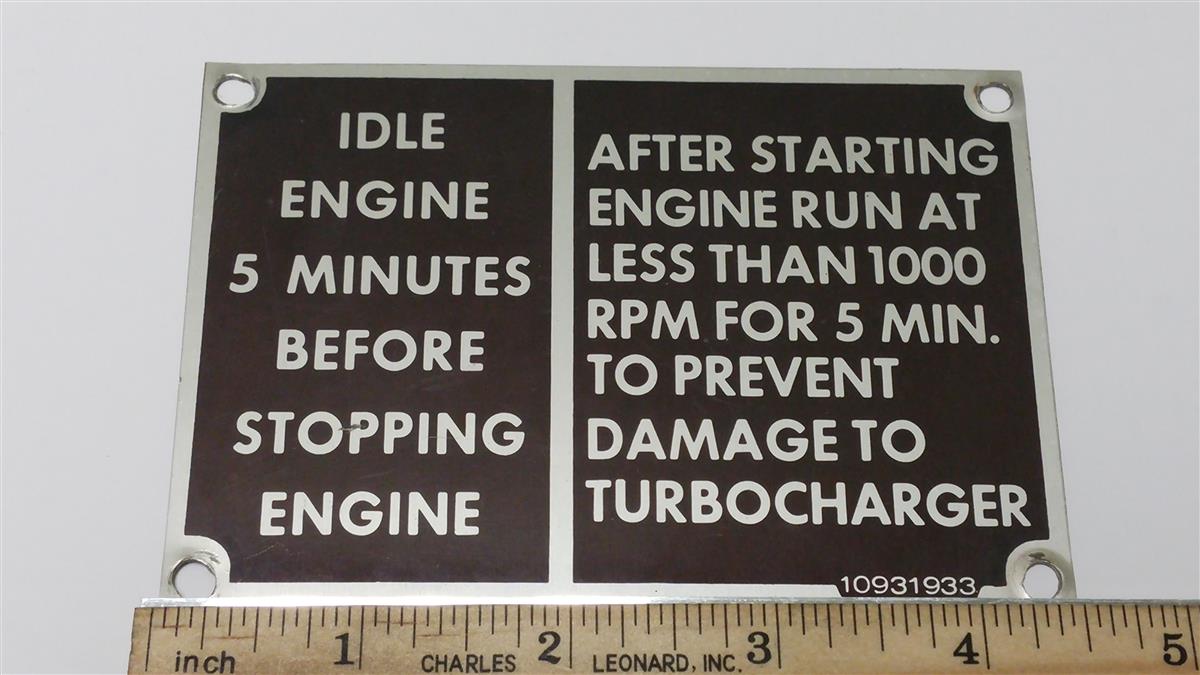 IDLE
ENGINE
5 MINUTES
BEFORE
STOPPING
ENGINE
AFTER STARTING
ENGINE RUN AT
LESS THAN 1000
RPM FOR 5 MIN.
TO PREVENT
DAMAGE TO
TURBOCHARGER
10931933
1 2 3 4 5
inch CHARLES LEONARD, INC.